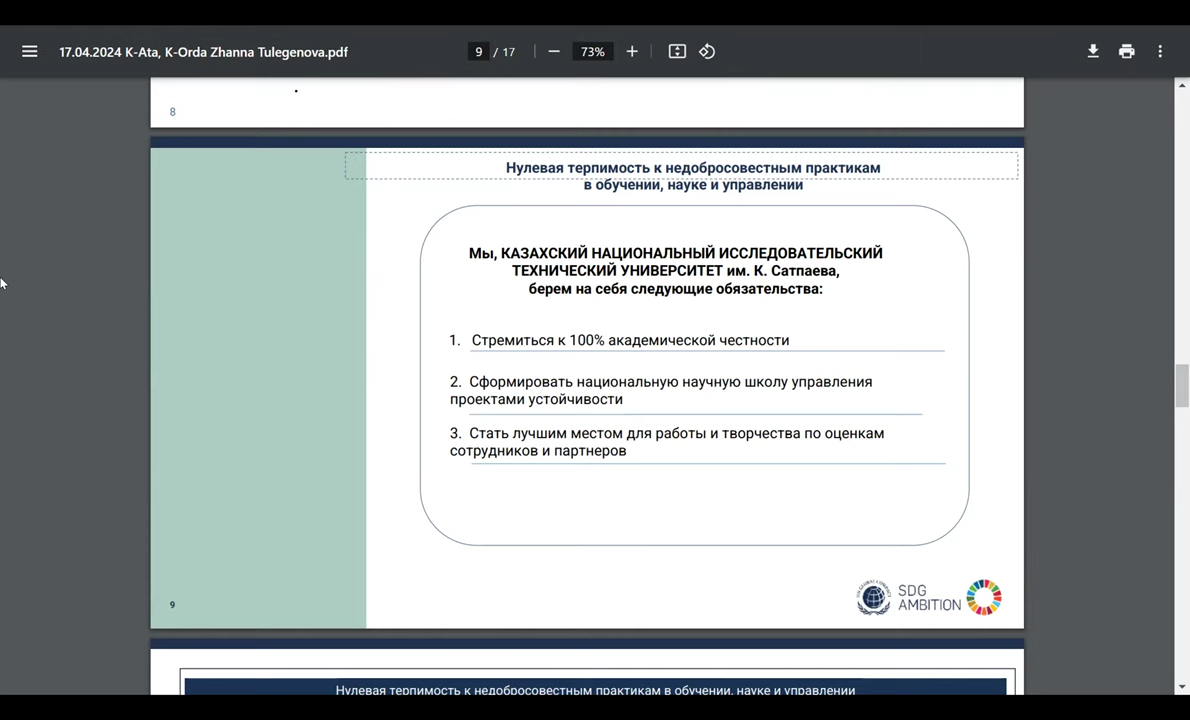 17.04.2024 K-Ata, K-Orda Zhanna Tulegenova.pdf
9 / 17
73%
8
Нулевая терпимость к недобросовестным практикам
в обучении, науке и управлении
Мы, КАЗАХСКИЙ НАЦИОНАЛЬНЫЙ ИССЛЕДОВАТЕЛЬСКИЙ
ТЕХНИЧЕСКИЙ УНИВЕРСИТЕТ им. К. Сатпаева,
берем на себя следующие обязательства:
1. Стремиться к 100% академической честности
2. Сформировать национальную научную школу управления
проектами устойчивости
3. Стать лучшим местом для работы и творчества по оценкам
сотрудников и партнеров
SDG
AMBITION
9
Нулевая терпимость к недобросовестным практикам в обучении, науке и управлении